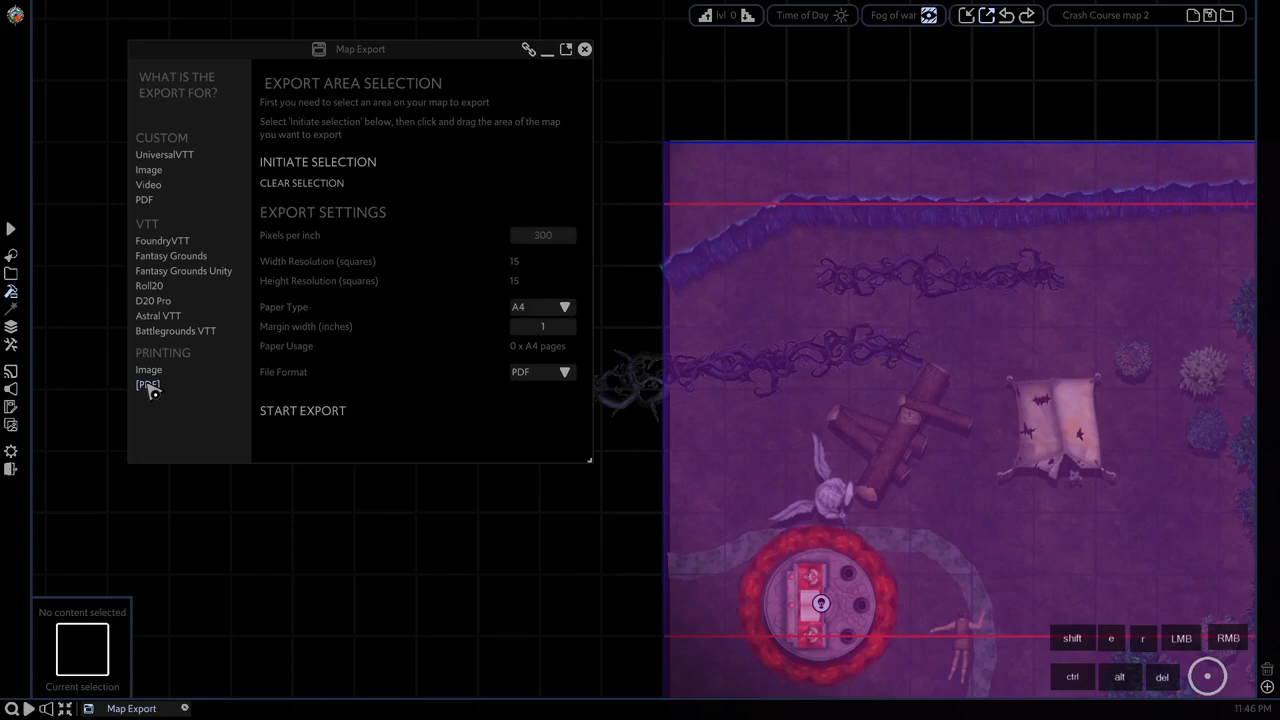 lvl 0
Time of Day
Fog of war
Crash Course map 2
Map Export
WHAT IS THE
EXPORT FOR?
CUSTOM
UniversalVTT
Image
Video
PDF
VTT
FoundryVTT
Fantasy Grounds
Fantasy Grounds Unity
Roll20
D20 Pro
Astral VTT
Battlegrounds VTT
PRINTING
Image
[PDF]
EXPORT AREA SELECTION
First you need to select an area on your map to export
Select 'Initiate selection' below, then click and drag the area of the map
you want to export
INITIATE SELECTION
CLEAR SELECTION
EXPORT SETTINGS
Pixels per inch 300
Width Resolution (squares) 15
Height Resolution (squares) 15
Paper Type A4
Margin width (inches) 1
Paper Usage 0 x A4 pages
File Format PDF
START EXPORT
No content selected
Current selection
shift e r LMB RMB
ctrl alt del
Map Export
11:46 PM